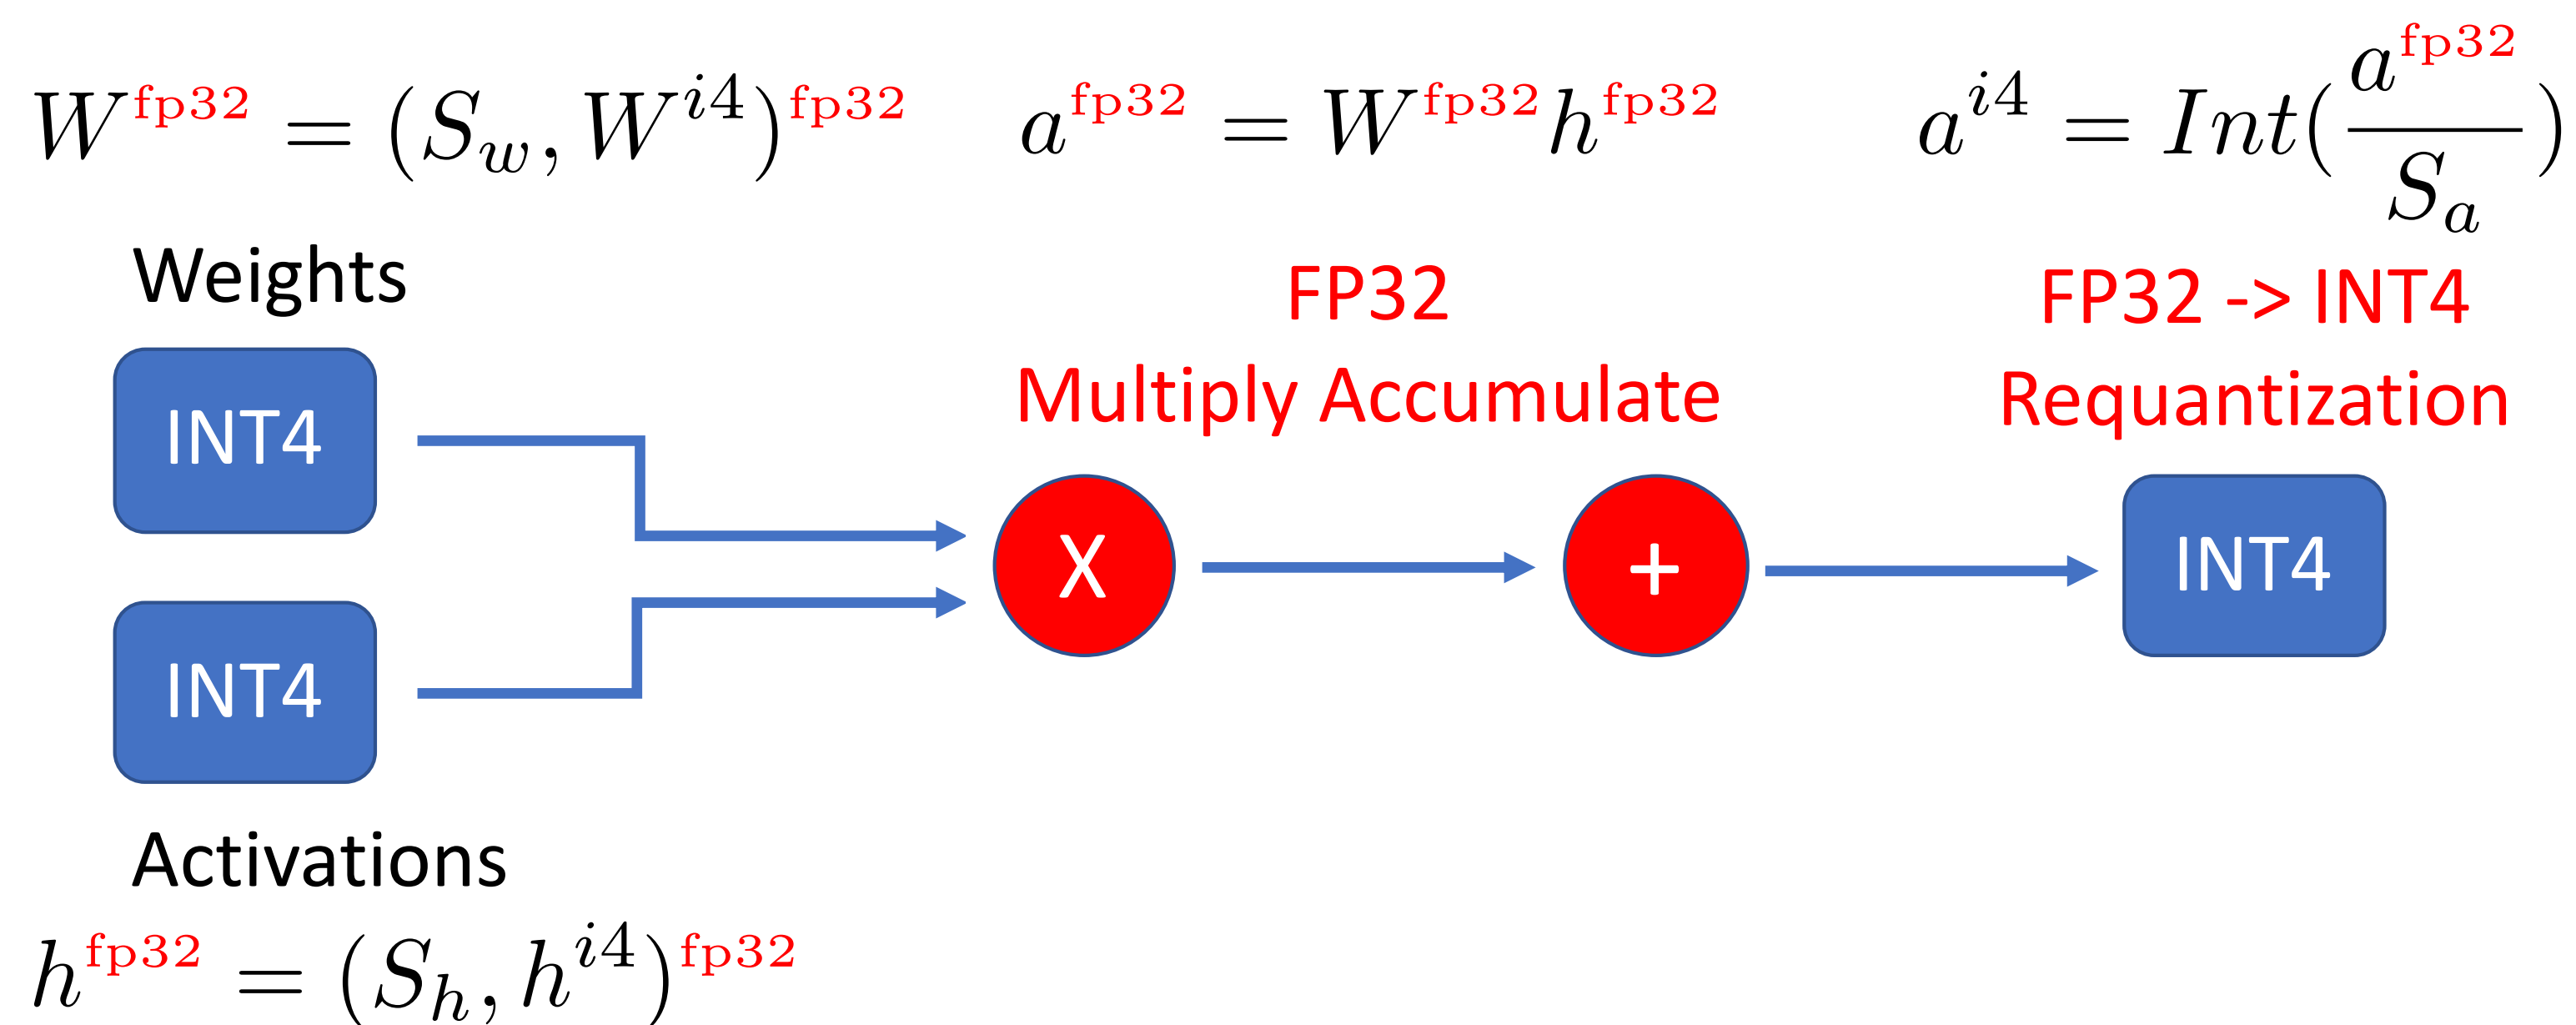 W^fp32 = (S_w, W^i4)^fp32
a^fp32 = W^fp32 h^fp32
a^i4 = Int(a^fp32 / S_a)
Weights
FP32
Multiply Accumulate
FP32 -> INT4
Requantization
INT4
X
+
INT4
INT4
Activations
h^fp32 = (S_h, h^i4)^fp32